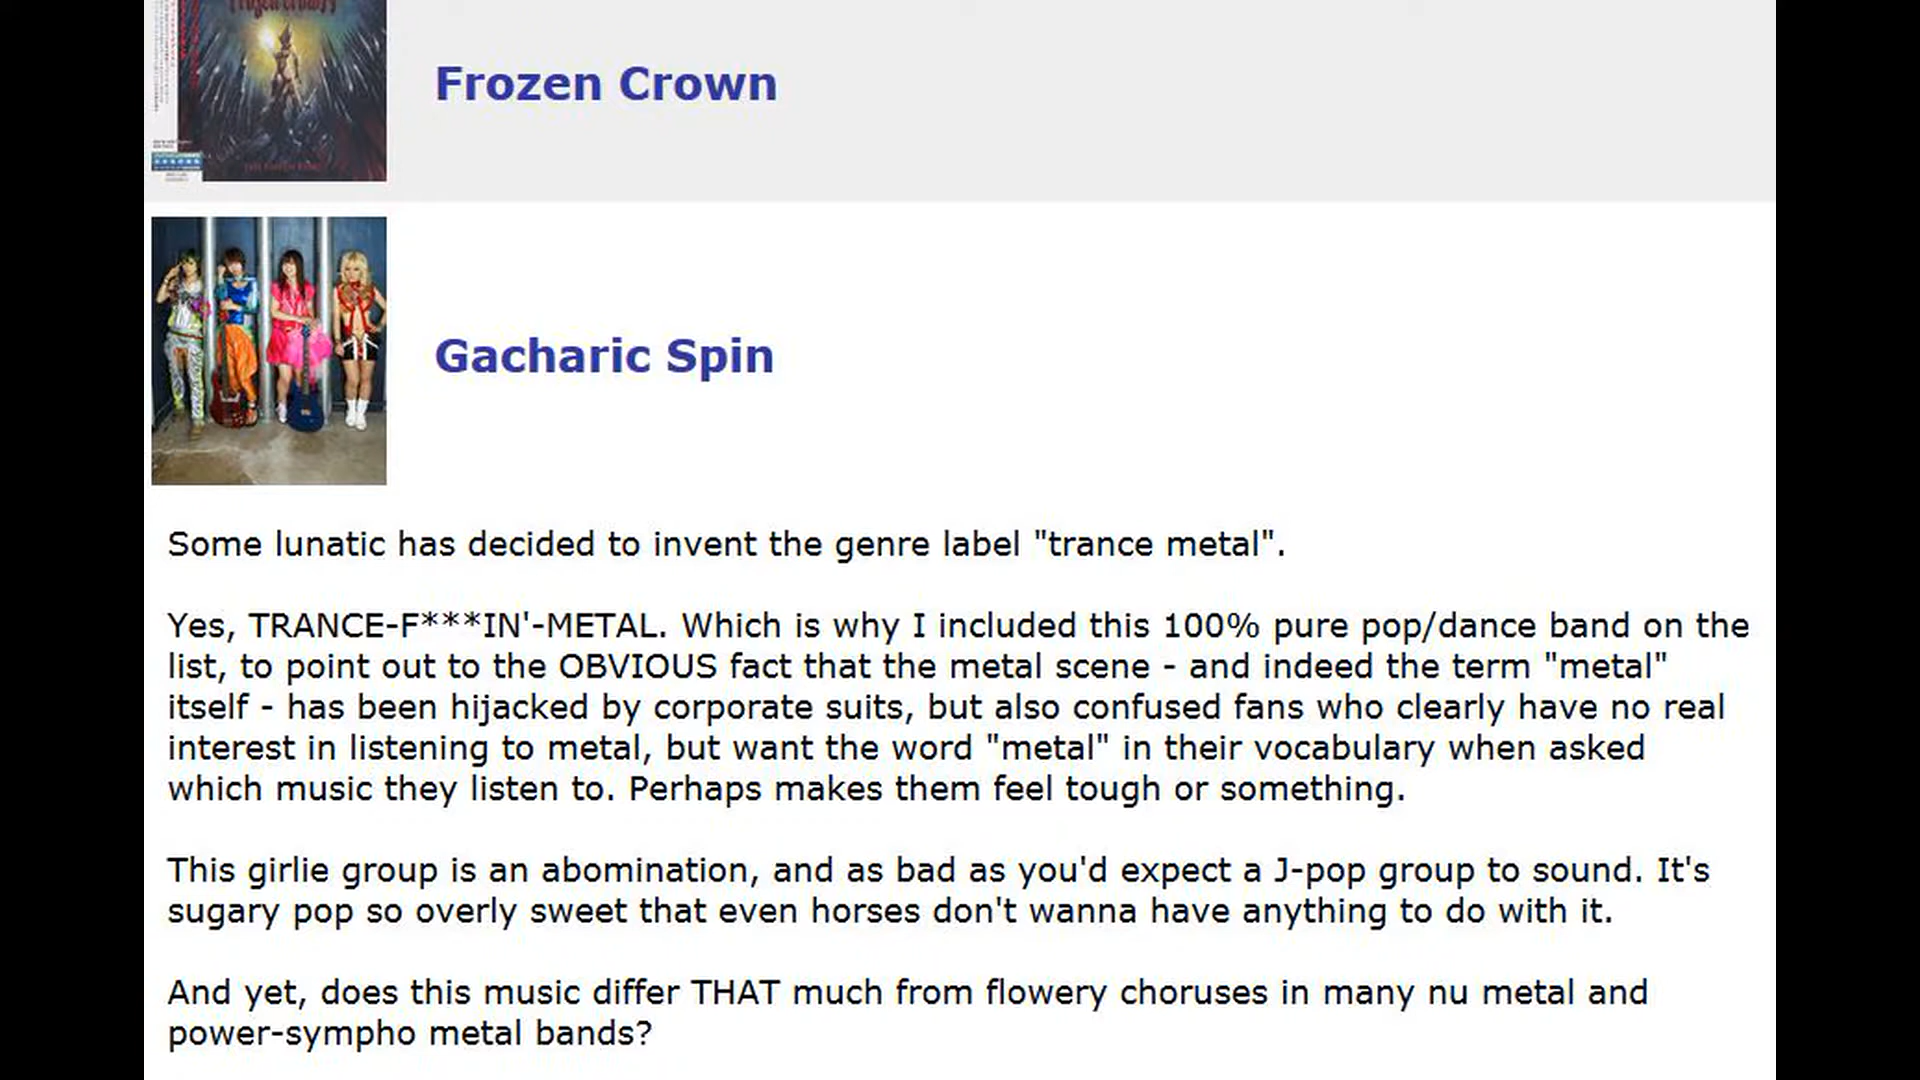 Frozen Crown
Gacharic Spin
Some lunatic has decided to invent the genre label "trance metal".
Yes, TRANCE-F***IN'-METAL. Which is why I included this 100% pure pop/dance band on the
list, to point out to the OBVIOUS fact that the metal scene - and indeed the term "metal"
itself - has been hijacked by corporate suits, but also confused fans who clearly have no real
interest in listening to metal, but want the word "metal" in their vocabulary when asked
which music they listen to. Perhaps makes them feel tough or something.
This girlie group is an abomination, and as bad as you'd expect a J-pop group to sound. It's
sugary pop so overly sweet that even horses don't wanna have anything to do with it.
And yet, does this music differ THAT much from flowery choruses in many nu metal and
power-sympho metal bands?